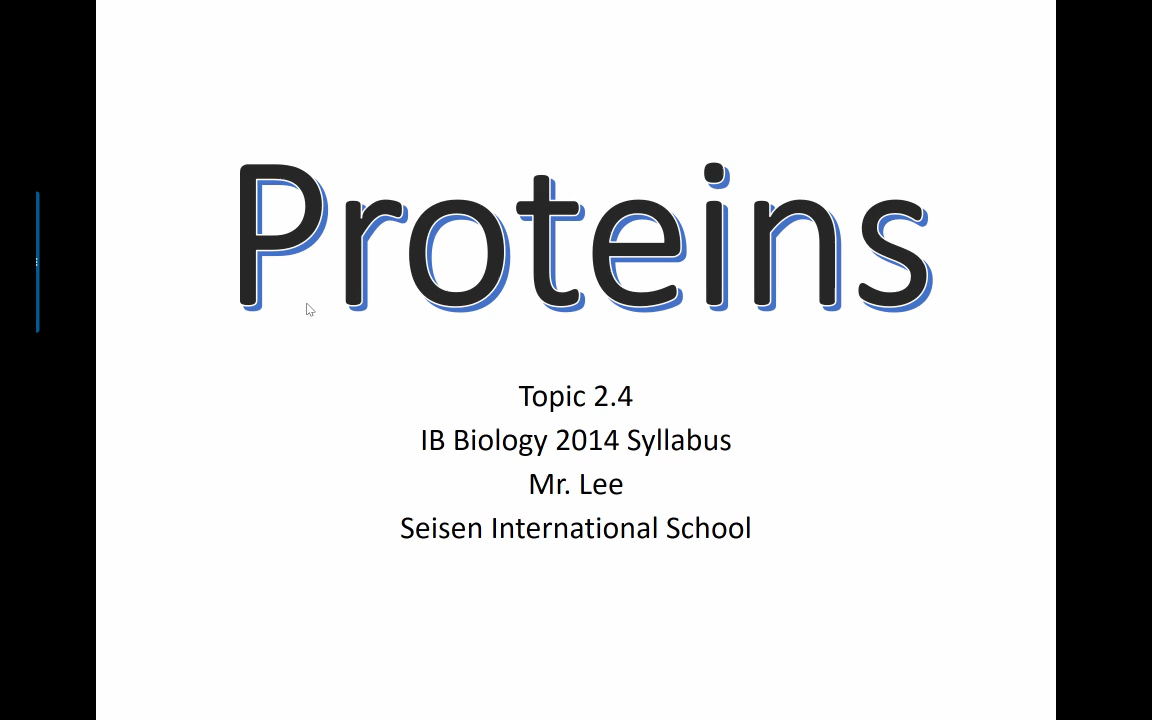 Proteins
Topic 2.4
IB Biology 2014 Syllabus
Mr. Lee
Seisen International School